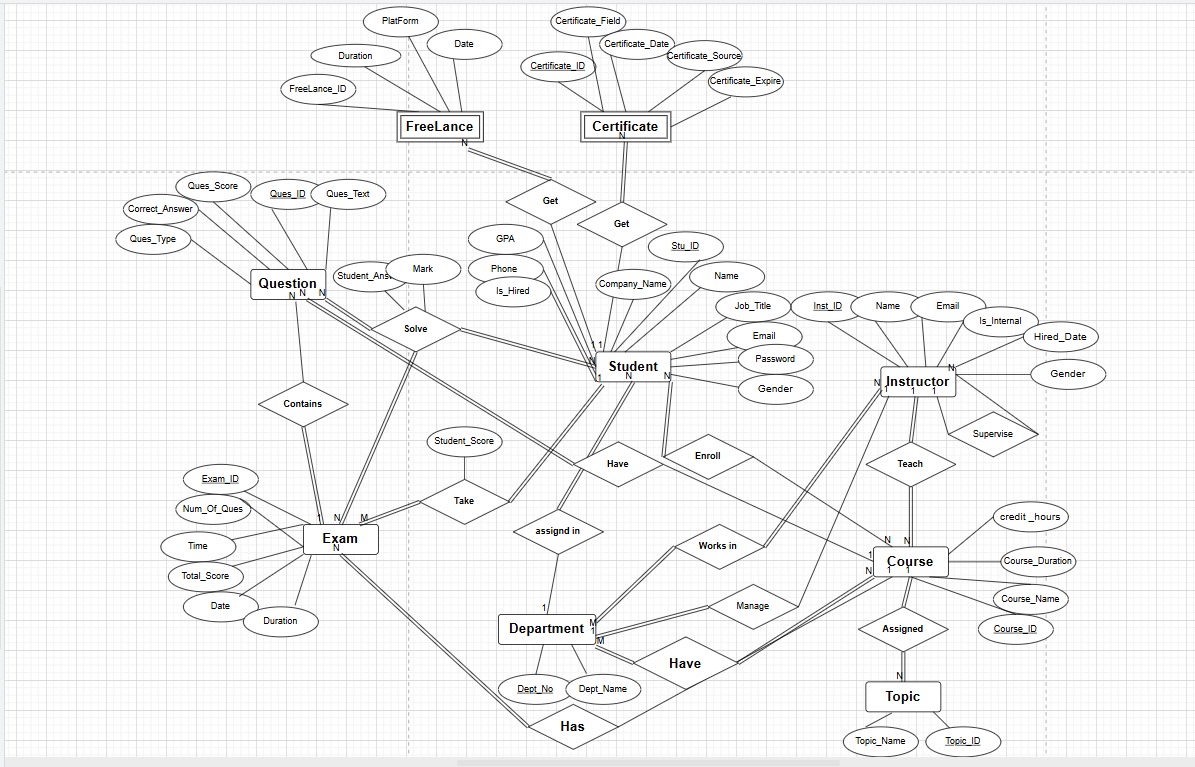 PlatForm
Certificate_Field
Date
Certificate_Date
Duration
Certificate_Source
Certificate_ID
Certificate_Expire
FreeLance_ID
FreeLance
Certificate
N
N
Ques_Score
Ques_ID
Ques_Text
Get
Correct_Answer
Get
Ques_Type
GPA
Stu_ID
Phone
Mark
Name
Question
Company_Name
Is_Hired
N N N
Job_Title
Inst_ID
Name
Email
Is_Internal
Solve
Email
Hired_Date
1 1
Password
N
Student
N
1
N
N
Gender
Gender
N
Instructor
1
1
1
Contains
Supervise
Student_Score
Have
Enroll
Teach
Exam_ID
Take
Num_Of_Ques
1
N
M
credit _hours
assignd in
Exam
N
Time
Works in
N
N
1
Course
Course_Duration
N
1
1
Total_Score
Course_Name
Date
1
Manage
Duration
Department
M
1
Assigned
Course_ID
M
Have
N
Dept_No
Dept_Name
Topic
Has
Topic_Name
Topic_ID